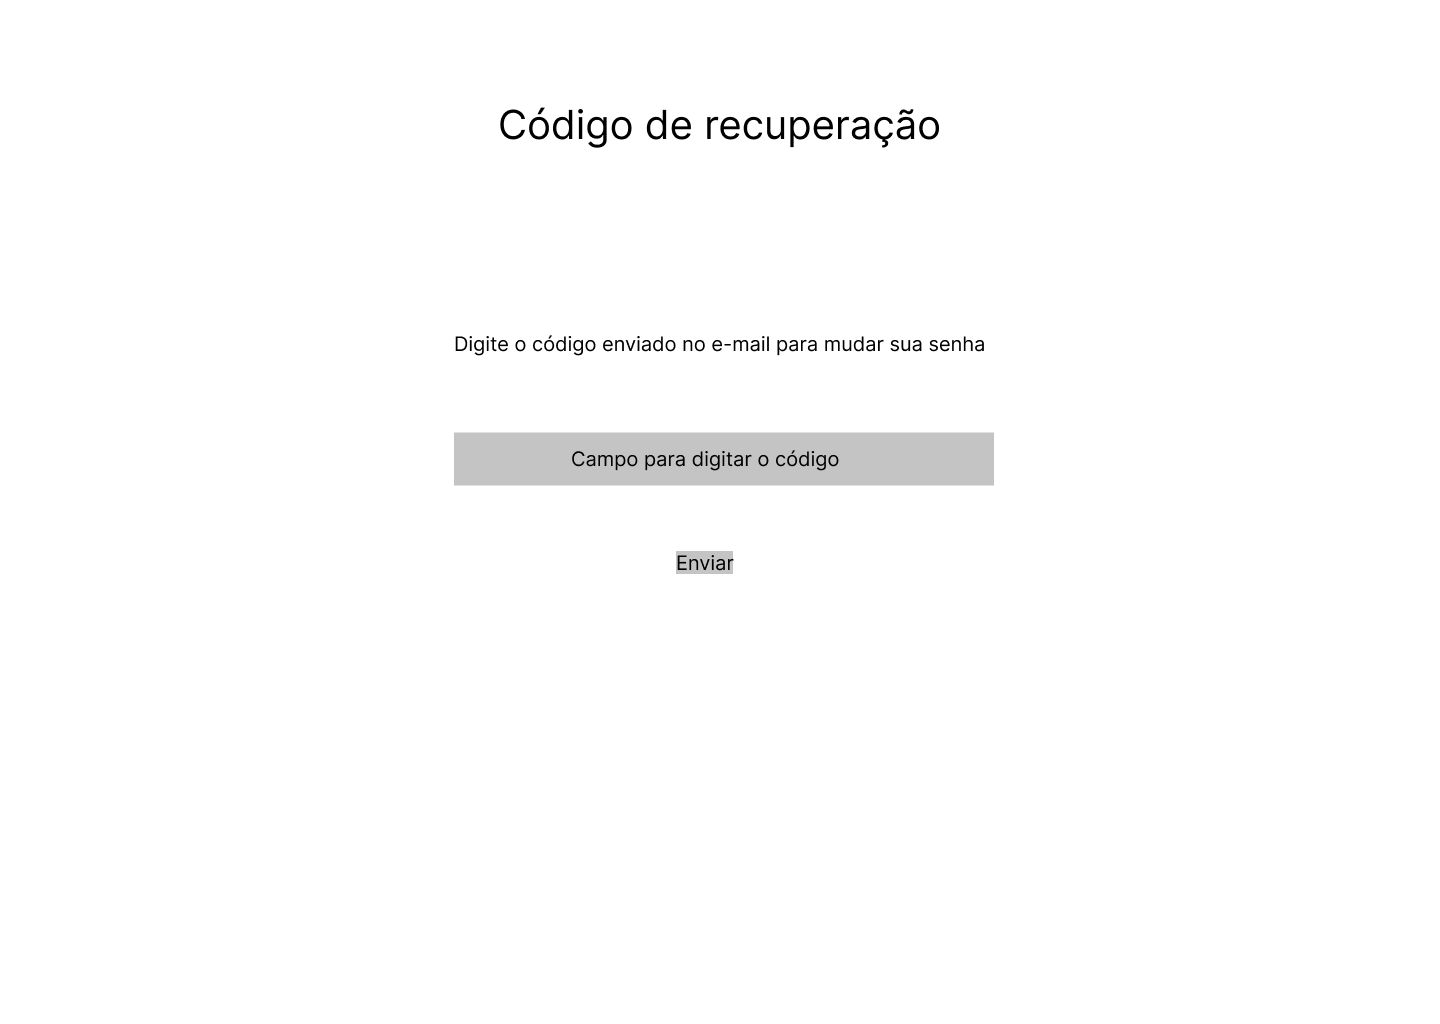 Código de recuperação
Digite o código enviado no e-mail para mudar sua senha
Campo para digitar o código
Enviar